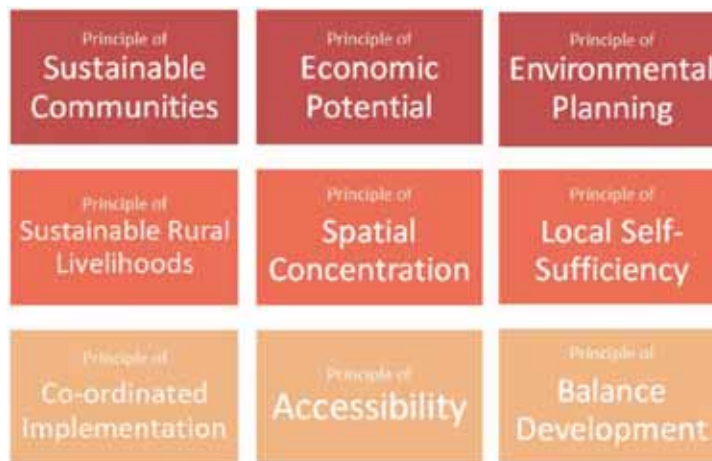 Principle of
Sustainable
Communities
Principle of
Economic
Potential
Principle of
Environmental
Planning
Principle of
Sustainable Rural
Livelihoods
Principle of
Spatial
Concentration
Principle of
Local Self-
Sufficiency
Principle of
Co-ordinated
Implementation
Principle of
Accessibility
Principle of
Balance
Development